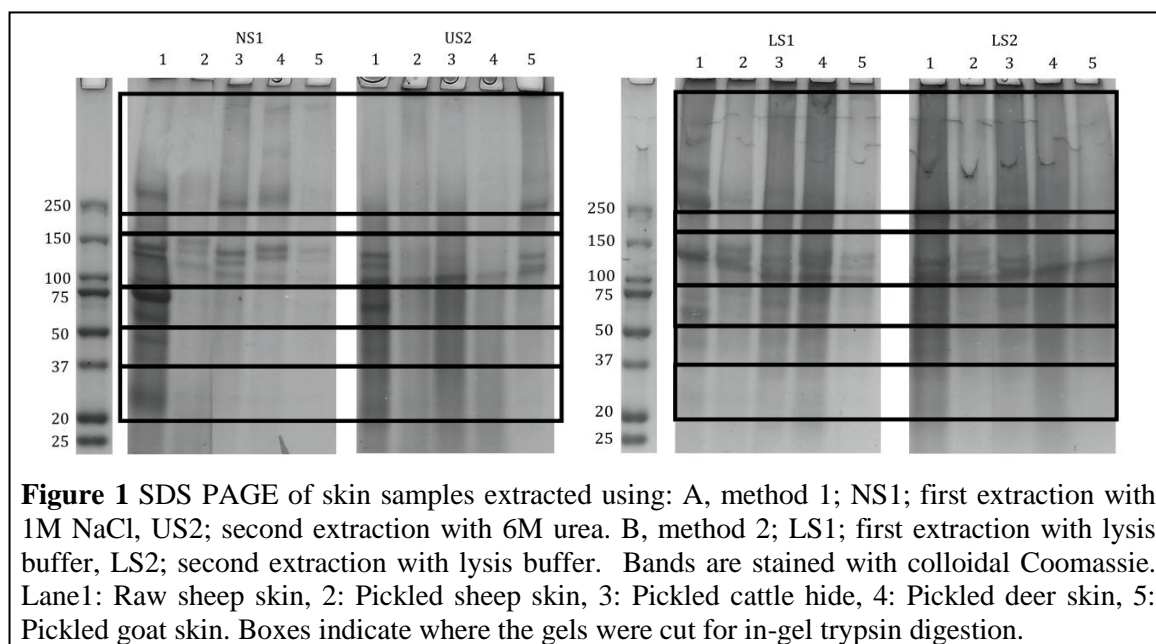 NS1 US2 LS1 LS2
1 2 3 4 5 1 2 3 4 5 1 2 3 4 5 1 2 3 4 5
250 250
150 150
100 100
75 75
50 50
37 37
20 20
25 25
Figure 1 SDS PAGE of skin samples extracted using: A, method 1; NS1; first extraction with
1M NaCl, US2; second extraction with 6M urea. B, method 2; LS1; first extraction with lysis
buffer, LS2; second extraction with lysis buffer. Bands are stained with colloidal Coomassie.
Lane1: Raw sheep skin, 2: Pickled sheep skin, 3: Pickled cattle hide, 4: Pickled deer skin, 5:
Pickled goat skin. Boxes indicate where the gels were cut for in-gel trypsin digestion.